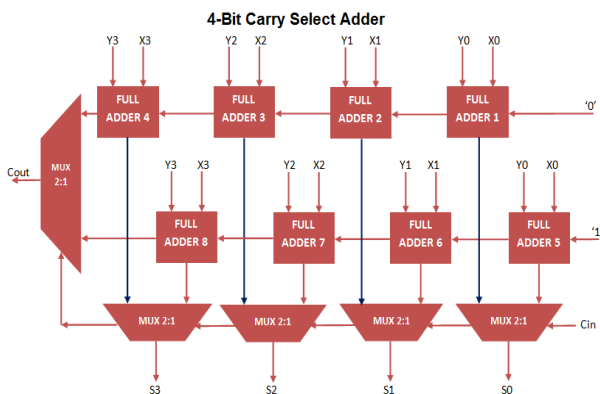 4-Bit Carry Select Adder
Y3 X3 Y2 X2 Y1 X1 Y0 X0
FULL ADDER 4
FULL ADDER 3
FULL ADDER 2
FULL ADDER 1
‘0’
MUX 2:1
Cout
Y3 X3 Y2 X2 Y1 X1 Y0 X0
FULL ADDER 8
FULL ADDER 7
FULL ADDER 6
FULL ADDER 5
‘1
MUX 2:1
MUX 2:1
MUX 2:1
MUX 2:1
Cin
S3 S2 S1 S0